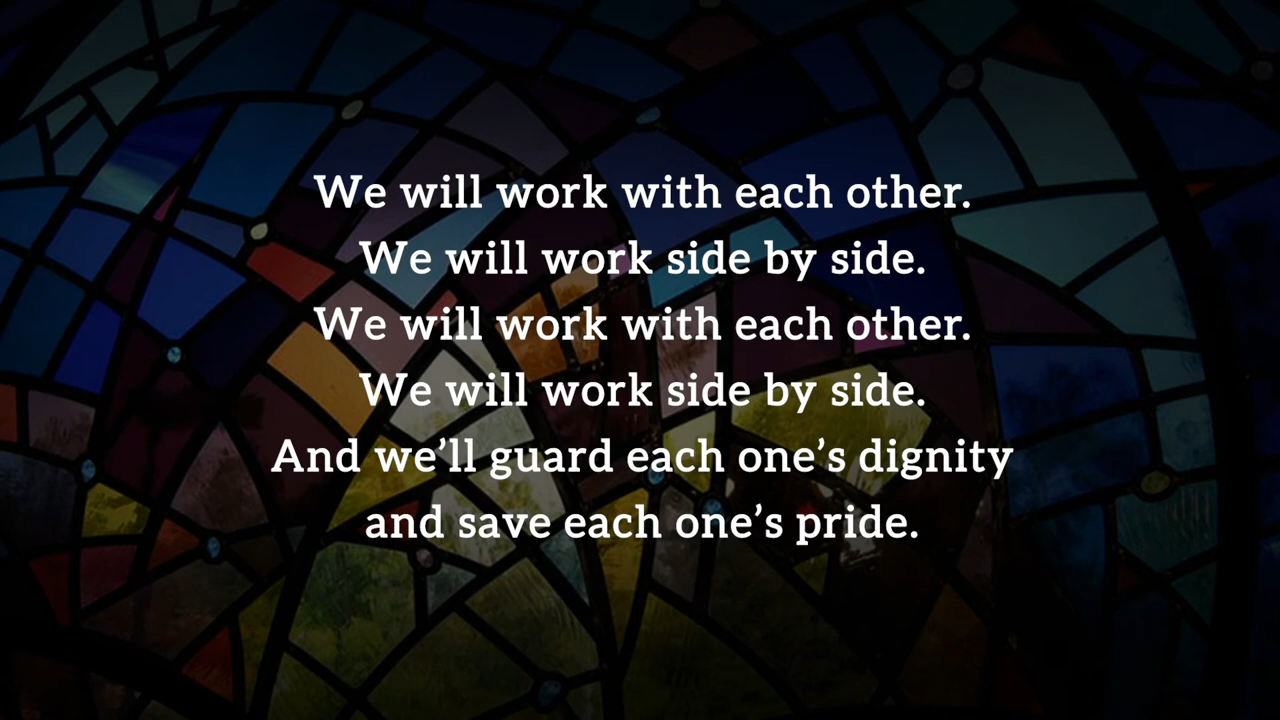 We will work with each other.
We will work side by side.
We will work with each other.
We will work side by side.
And we’ll guard each one’s dignity
and save each one’s pride.